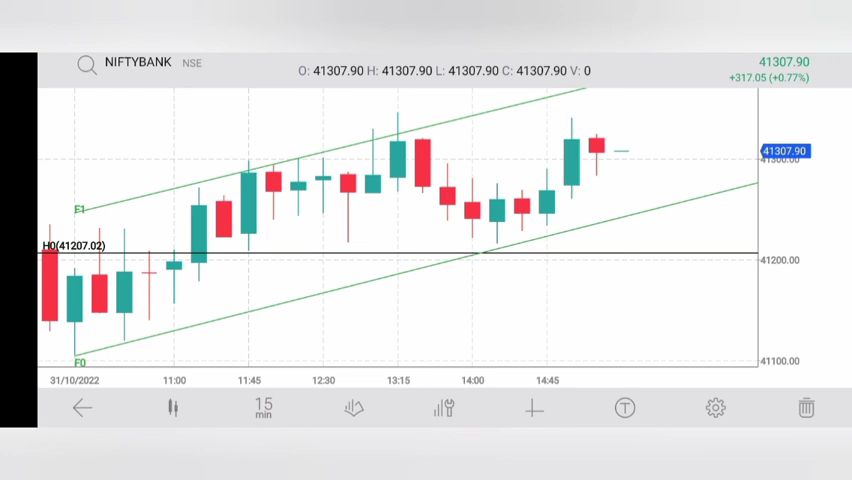 NIFTYBANK NSE
O: 41307.90 H: 41307.90 L: 41307.90 C: 41307.90 V: 0
41307.90
+317.05 (+0.77%)
41307.90
41300.00
F1
H0(41207.02)
41200.00
F0
41100.00
31/10/2022 11:00 11:45 12:30 13:15 14:00 14:45
15
min
T